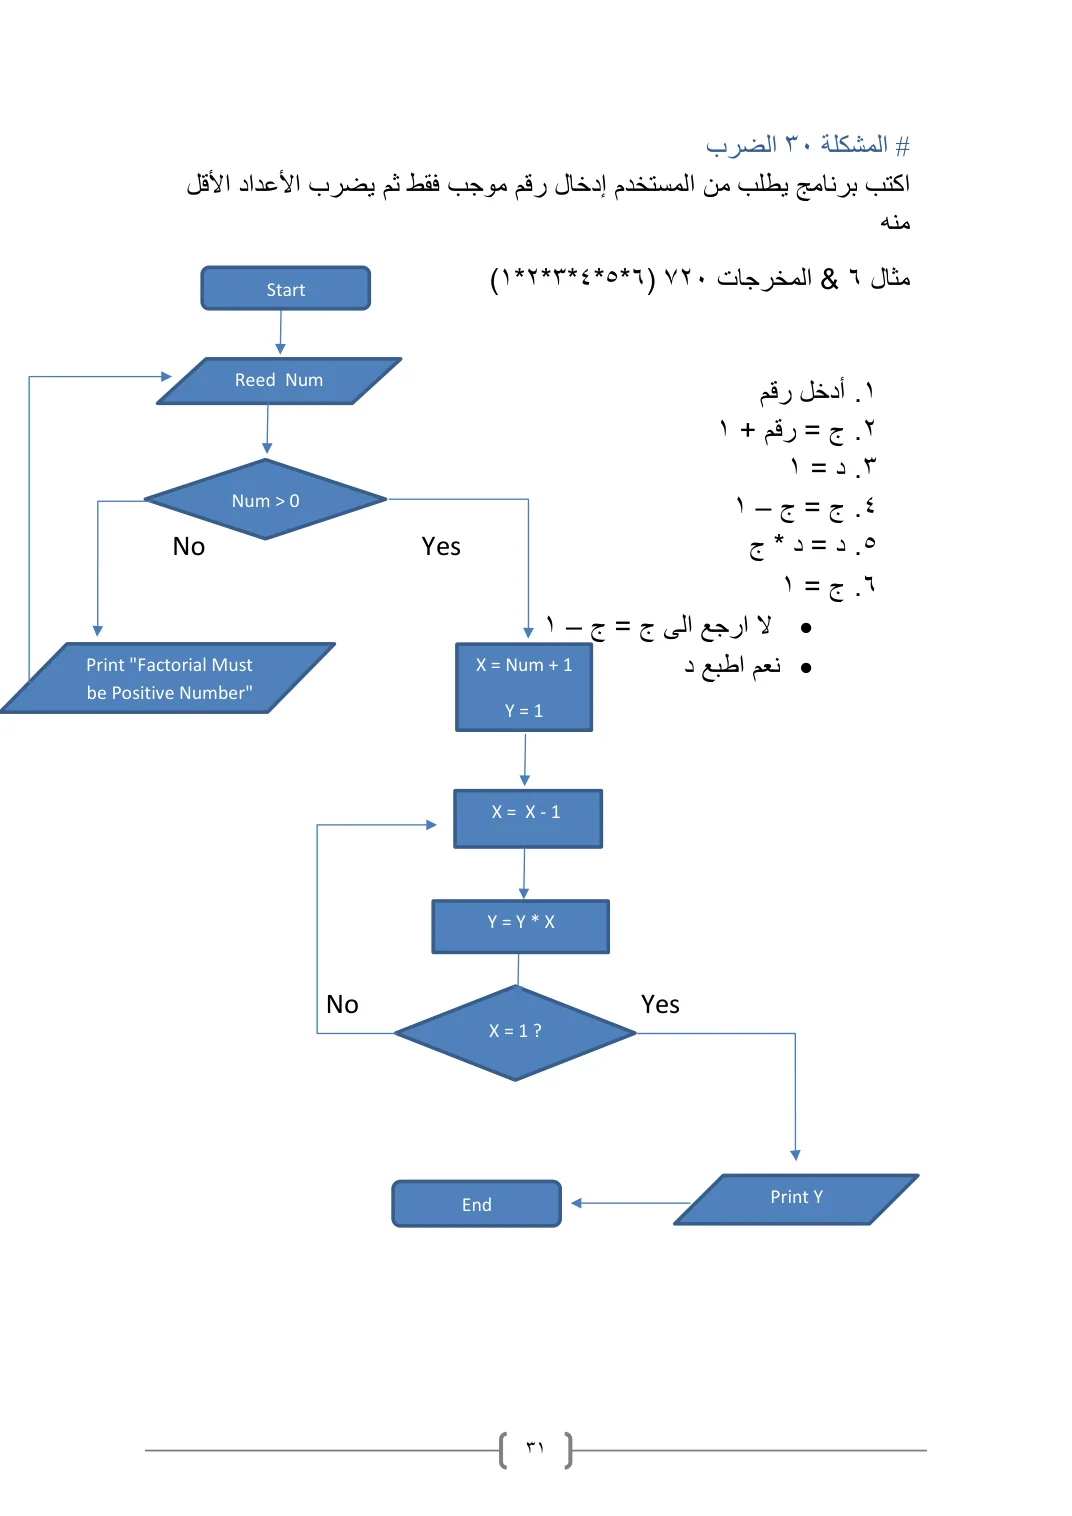 # المشكلة ٣٠ الضرب
اكتب برنامج يطلب من المستخدم إدخال رقم موجب فقط ثم يضرب الأعداد الأقل
منه
مثال ٦ & المخرجات ٧٢٠ (٦*٥*٤*٣*٢*١)
١. أدخل رقم
٢. ج = رقم + ١
٣. د = ١
٤. ج = ج – ١
٥. د = د * ج
٦. ج = ١
• لا ارجع الى ج = ج – ١
• نعم اطبع د
Start
Reed Num
Num > 0
No
Yes
Print "Factorial Must
be Positive Number"
X = Num + 1
Y = 1
X = X - 1
Y = Y * X
No
Yes
X = 1 ?
Print Y
End
٣١